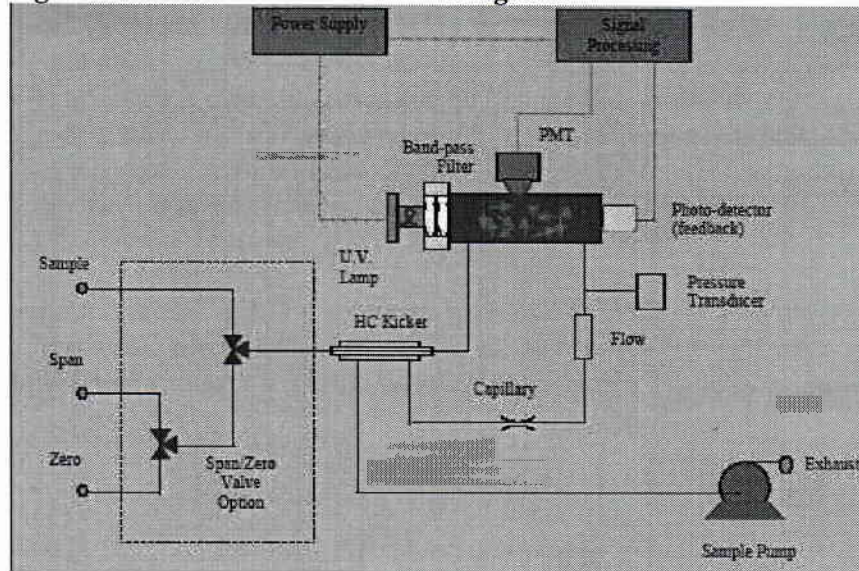 Power Supply
Signal
Processing
PMT
Band-pass
Filter
Photo-detector
(feedback)
U.V.
Lamp
Sample
Pressure
Transducer
HC Kicker
Flow
Span
Capillary
Zero
Span/Zero
Valve
Option
Exhaust
Sample Pump